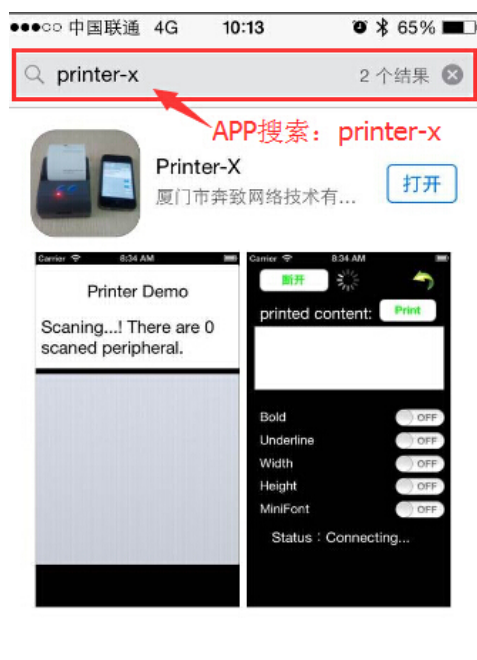 中国联通 4G 10:13 65%
printer-x 2 个结果
APP搜索：printer-x
Printer-X
厦门市奔致网络技术有...
打开
Carrier 8:34 AM
Printer Demo
Scaning...! There are 0
scaned peripheral.
Carrier 8:34 AM
断开
printed content: Print
Bold OFF
Underline OFF
Width OFF
Height OFF
MiniFont OFF
Status : Connecting...